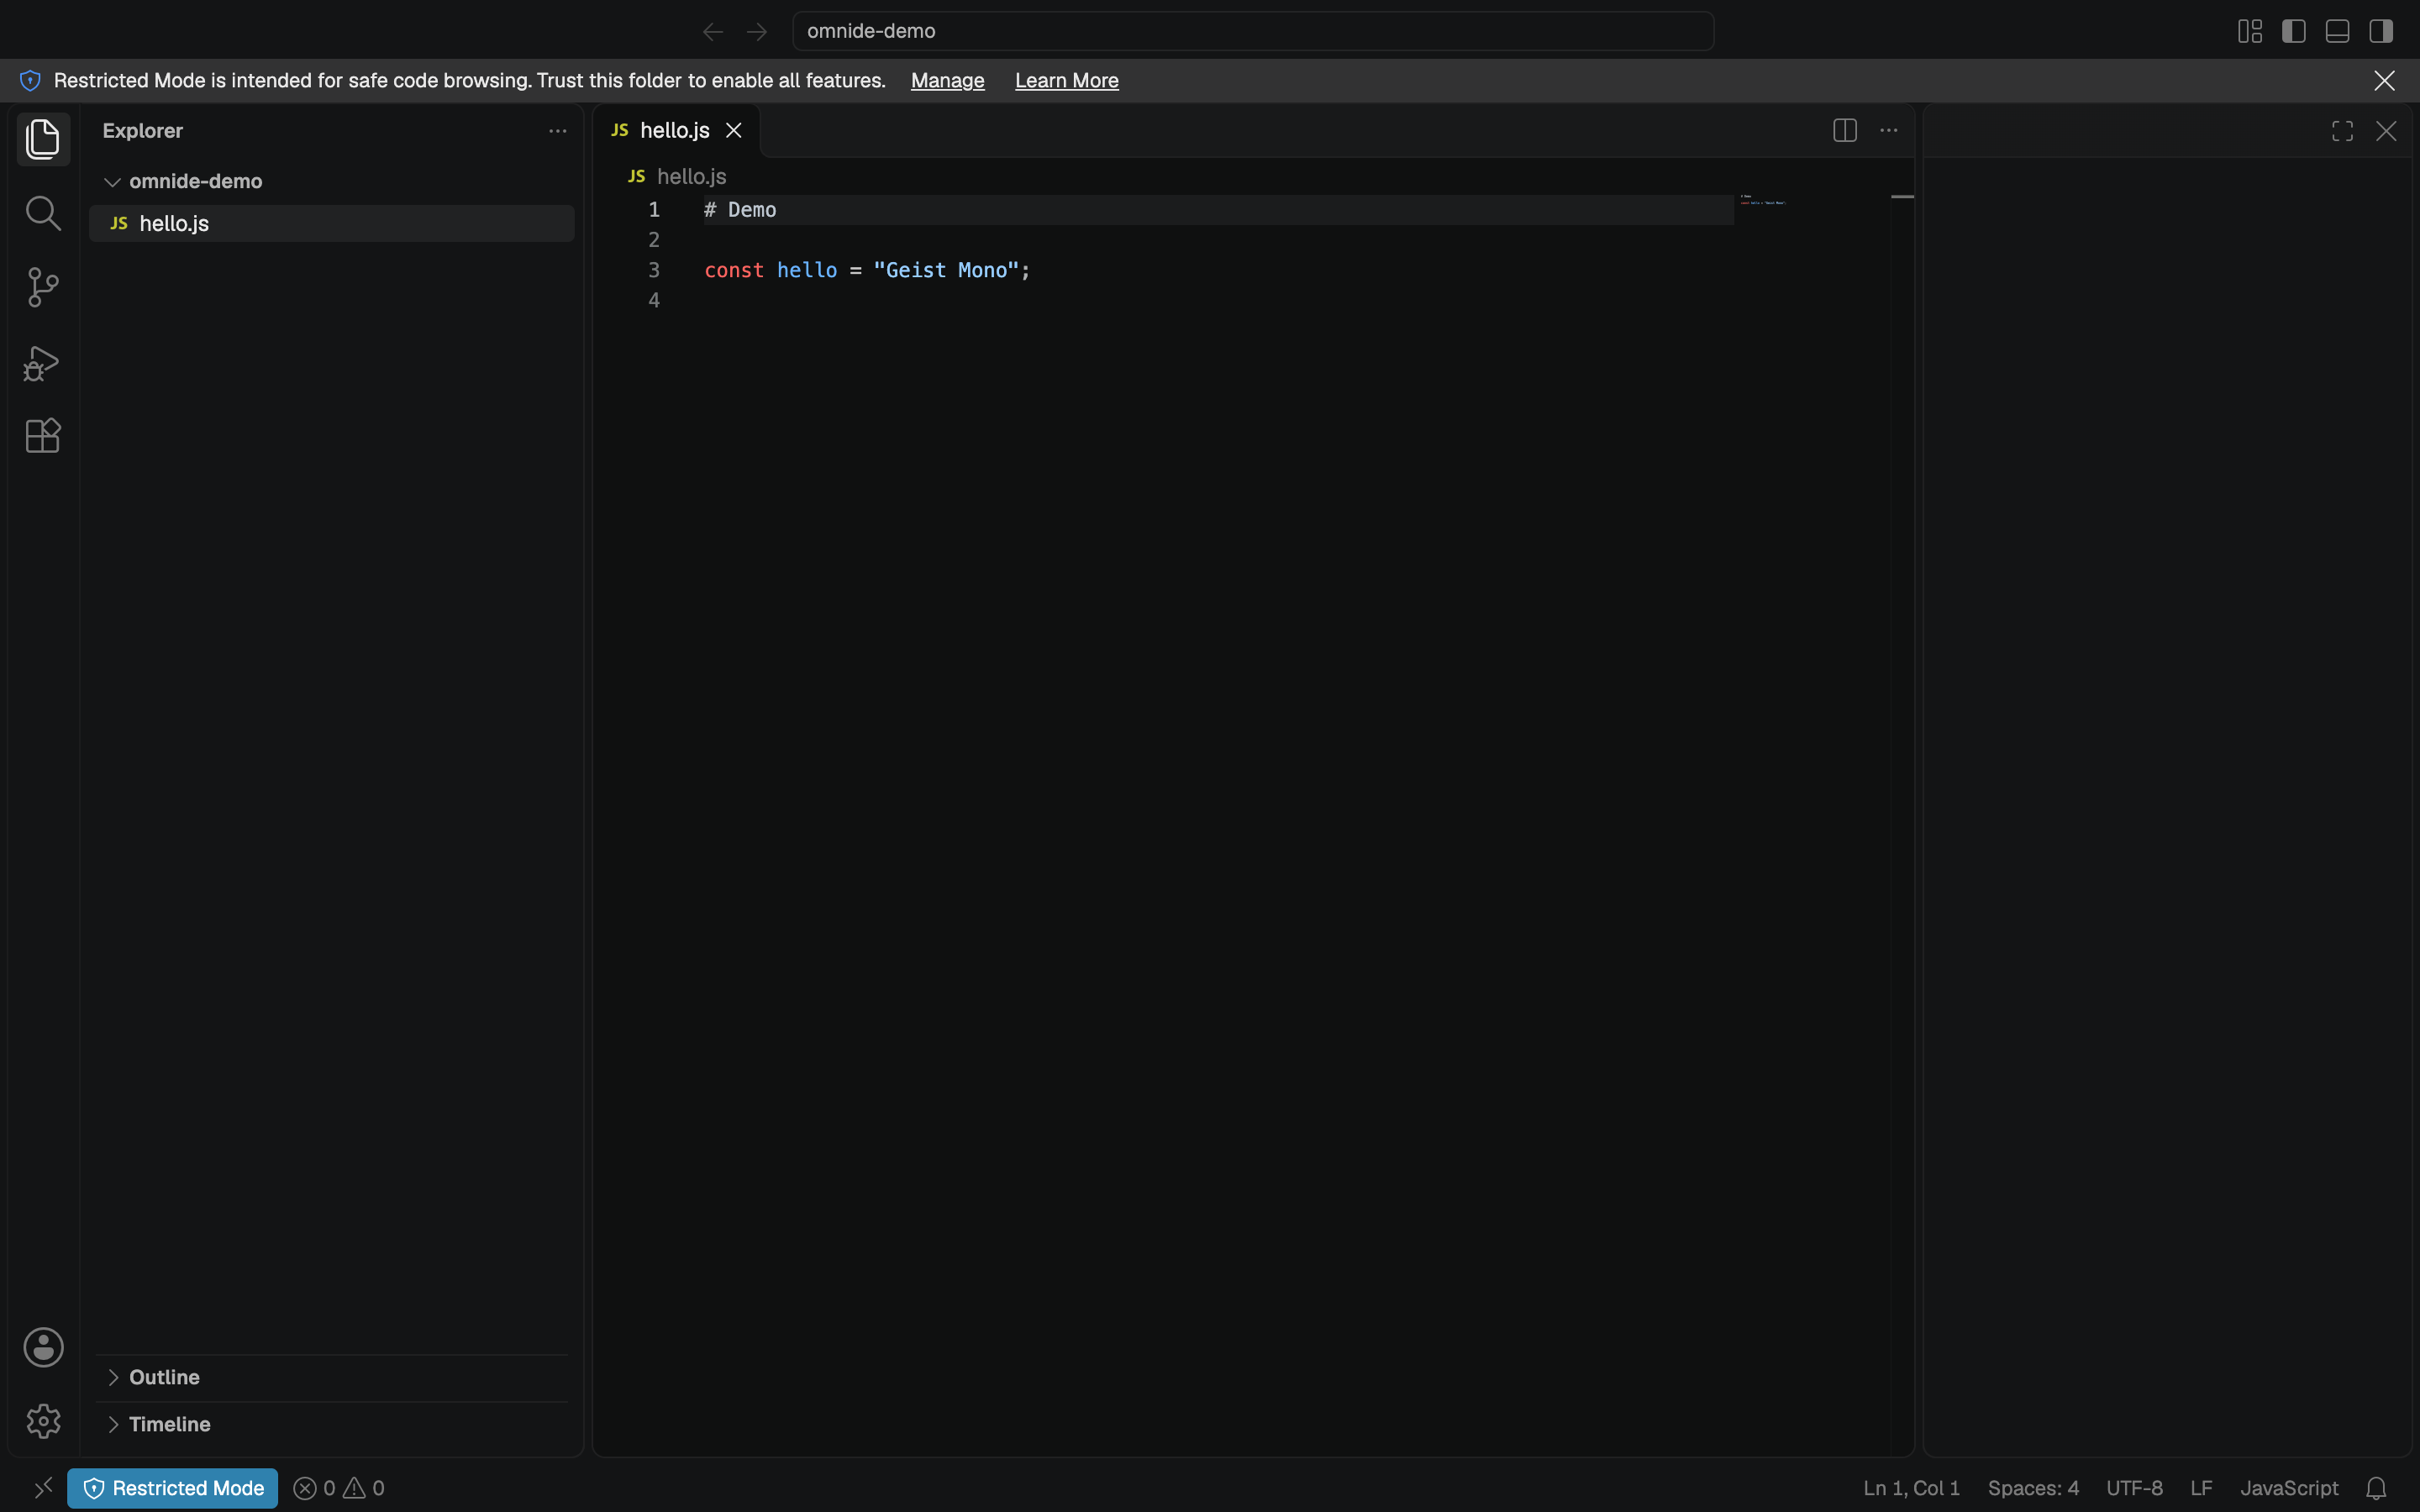 omnide-demo
Restricted Mode is intended for safe code browsing. Trust this folder to enable all features. Manage Learn More
Explorer
omnide-demo
JS hello.js
Outline
Timeline
JS hello.js
JS hello.js
1 # Demo
2
3 const hello = "Geist Mono";
4
Restricted Mode 0 0
Ln 1, Col 1 Spaces: 4 UTF-8 LF JavaScript